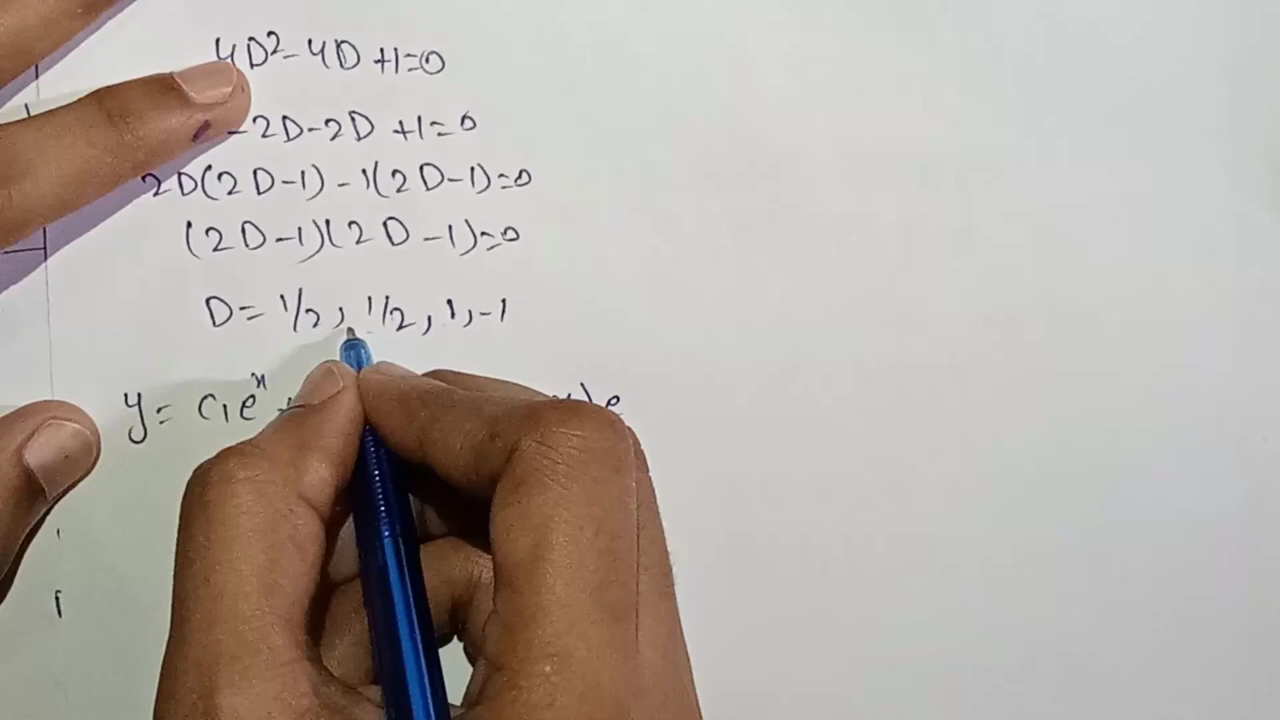 4D²-4D+1=0
-2D-2D+1=0
2D(2D-1)-1(2D-1)=0
(2D-1)(2D-1)=0
D=1/2, 1/2, 1, -1
y= c₁eˣ + )e